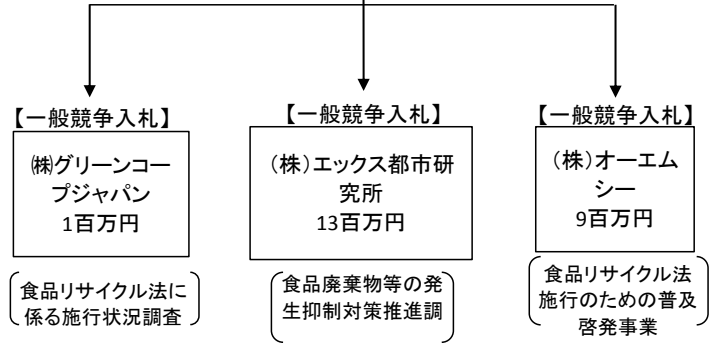 【一般競争入札】
㈱グリーンコー
プジャパン
1百万円
食品リサイクル法に
係る施行状況調査
【一般競争入札】
（株）エックス都市研
究所
13百万円
食品廃棄物等の発
生抑制対策推進調
【一般競争入札】
（株）オーエム
シー
9百万円
食品リサイクル法
施行のための普及
啓発事業